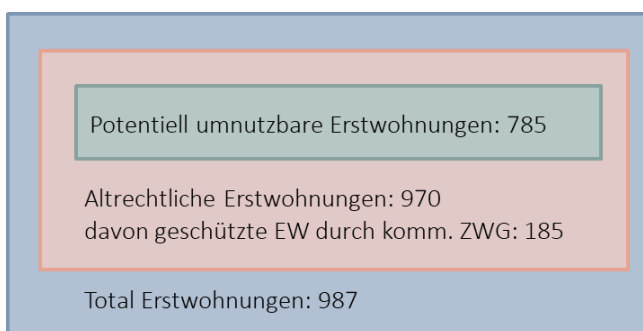 Potentiell umnutzbare Erstwohnungen: 785
Altrechtliche Erstwohnungen: 970
davon geschützte EW durch komm. ZWG: 185
Total Erstwohnungen: 987